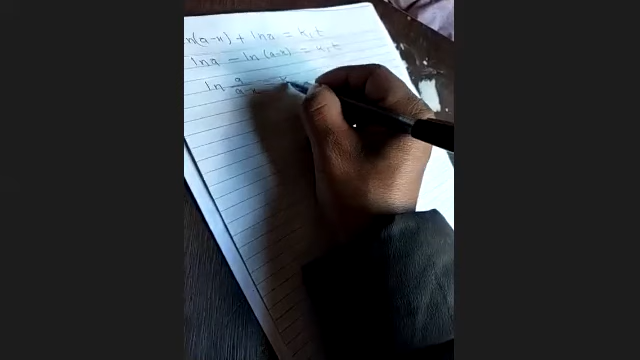 ln(a-x) + ln a = k₁t
ln a - ln (a-x) = k₁t
ln a/a-x = k